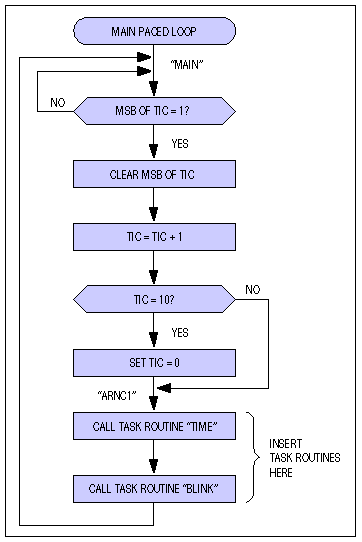 MAIN PACED LOOP
“MAIN”
NO
MSB OF TIC = 1?
YES
CLEAR MSB OF TIC
TIC = TIC + 1
TIC = 10?
NO
YES
SET TIC = 0
“ARNC1”
CALL TASK ROUTINE “TIME”
INSERT
TASK ROUTINES
HERE
CALL TASK ROUTINE “BLINK”